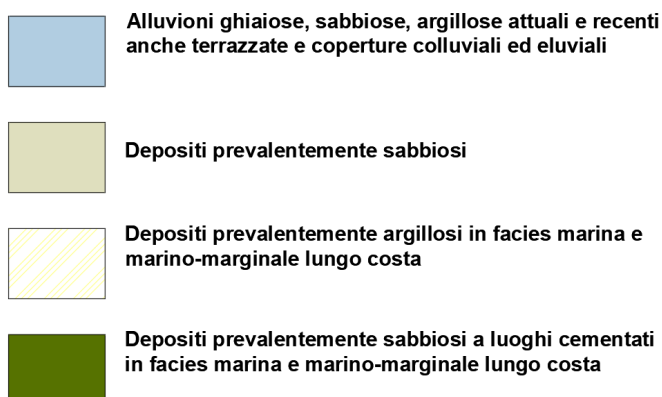 Alluvioni ghiaiose, sabbiose, argillose attuali e recenti
anche terrazzate e coperture colluviali ed eluviali
Depositi prevalentemente sabbiosi
Depositi prevalentemente argillosi in facies marina e
marino-marginale lungo costa
Depositi prevalentemente sabbiosi a luoghi cementati
in facies marina e marino-marginale lungo costa